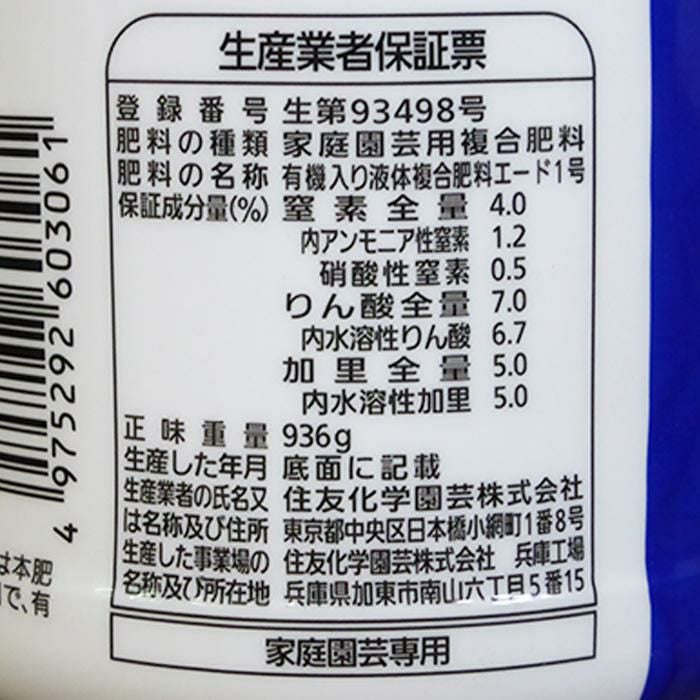 生産業者保証票
登録番号 生第93498号
肥料の種類 家庭園芸用複合肥料
肥料の名称 有機入り液体複合肥料エード1号
保証成分量(%) 窒素全量 4.0
内アンモニア性窒素 1.2
硝酸性窒素 0.5
りん酸全量 7.0
内水溶性りん酸 6.7
加里全量 5.0
内水溶性加里 5.0
正味重量 936g
生産した年月 底面に記載
生産業者の氏名又 住友化学園芸株式会社
は名称及び住所 東京都中央区日本橋小網町1番8号
生産した事業場の 住友化学園芸株式会社 兵庫工場
名称及び所在地 兵庫県加東市南山六丁目5番15
家庭園芸専用
4 975292 603061
は本肥
で、有